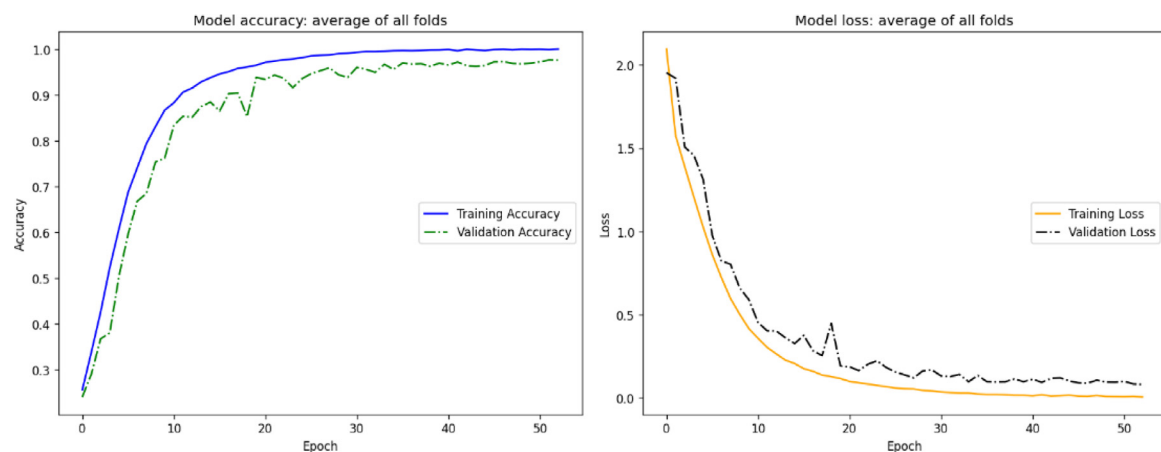 Model accuracy: average of all folds
1.0
0.9
0.8
0.7
0.6
0.5
0.4
0.3
Accuracy
Training Accuracy
Validation Accuracy
0 10 20 30 40 50
Epoch
Model loss: average of all folds
2.0
1.5
1.0
0.5
0.0
Loss
Training Loss
Validation Loss
0 10 20 30 40 50
Epoch